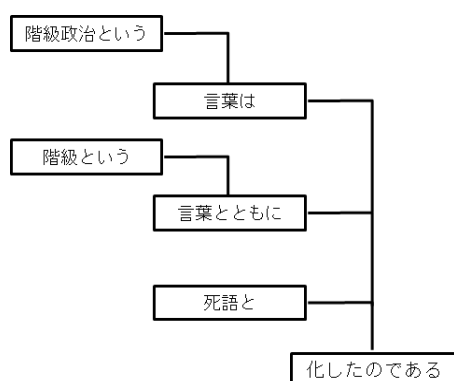 階級政治という
言葉は
階級という
言葉とともに
死語と
化したのである